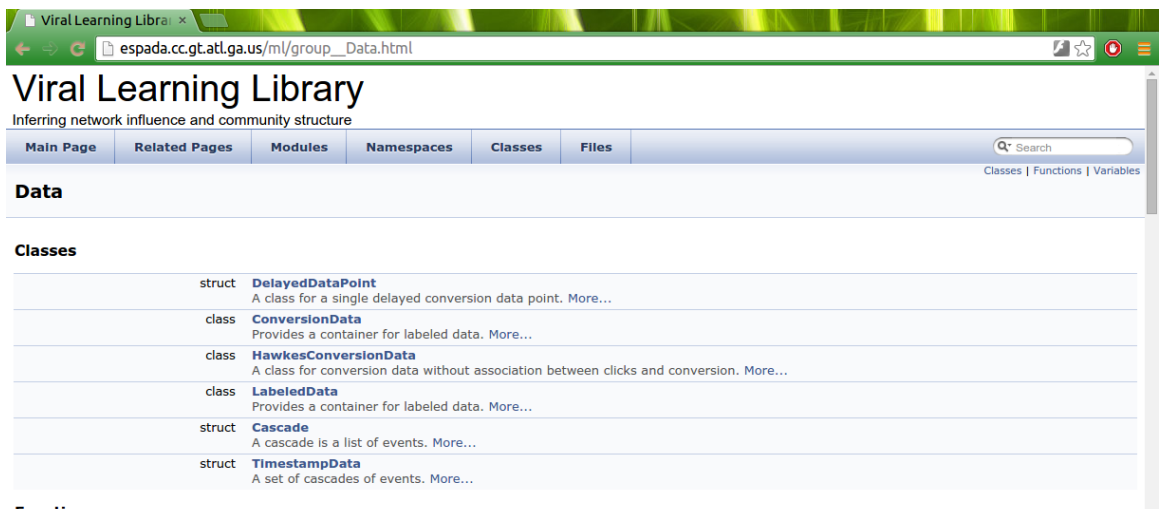 Viral Learning Librar ×
espada.cc.gt.atl.ga.us/ml/group__Data.html
Viral Learning Library
Inferring network influence and community structure
Main Page Related Pages Modules Namespaces Classes Files Search
Classes | Functions | Variables
Data
Classes
struct DelayedDataPoint
A class for a single delayed conversion data point. More...
class ConversionData
Provides a container for labeled data. More...
class HawkesConversionData
A class for conversion data without association between clicks and conversion. More...
class LabeledData
Provides a container for labeled data. More...
struct Cascade
A cascade is a list of events. More...
struct TimestampData
A set of cascades of events. More...